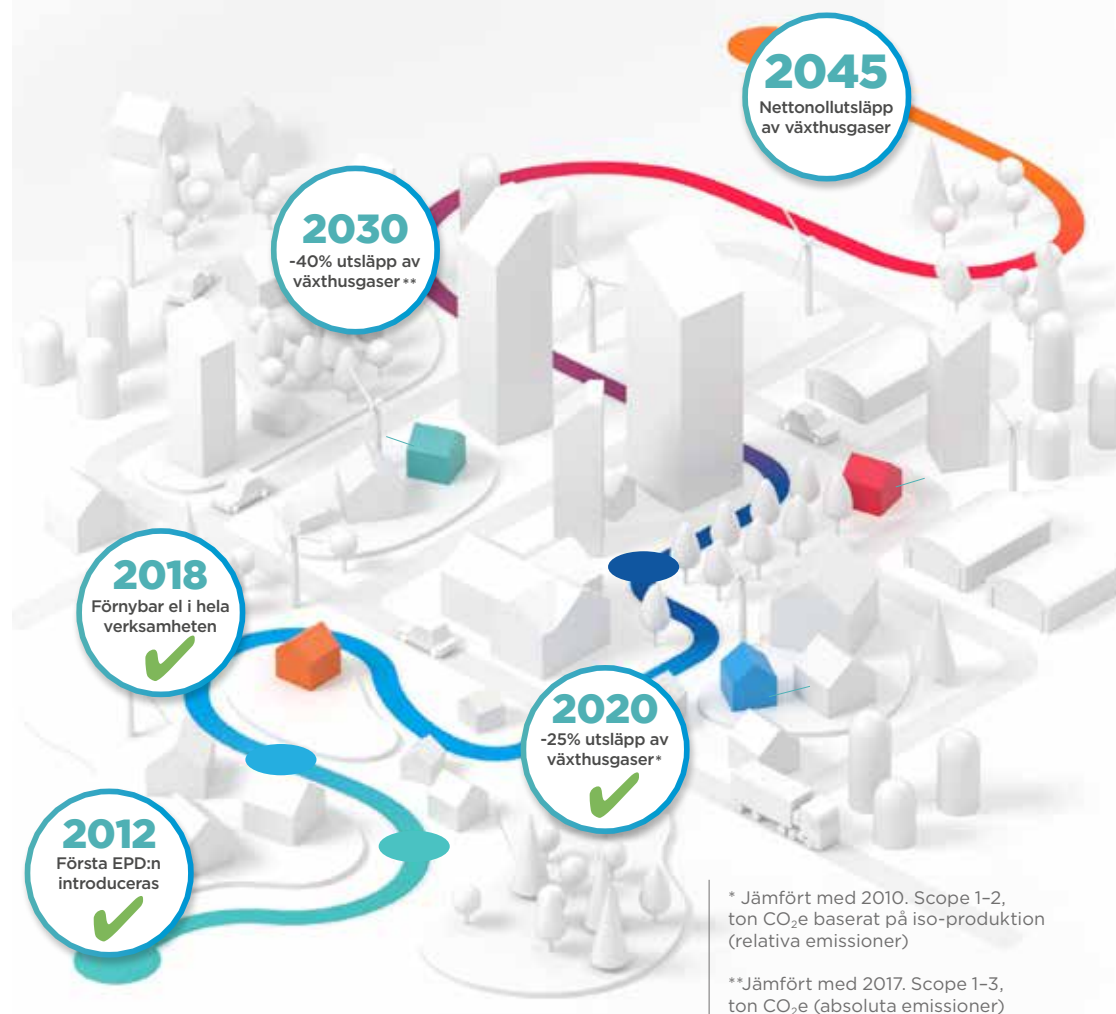 2045
Nettonollutsläpp
av växthusgaser
2030
-40% utsläpp av
växthusgaser**
2018
Förnybar el i hela
verksamheten
2020
-25% utsläpp av
växthusgaser*
2012
Första EPD:n
introduceras
* Jämfört med 2010. Scope 1–2,
ton CO₂e baserat på iso-produktion
(relativa emissioner)
**Jämfört med 2017. Scope 1–3,
ton CO₂e (absoluta emissioner)